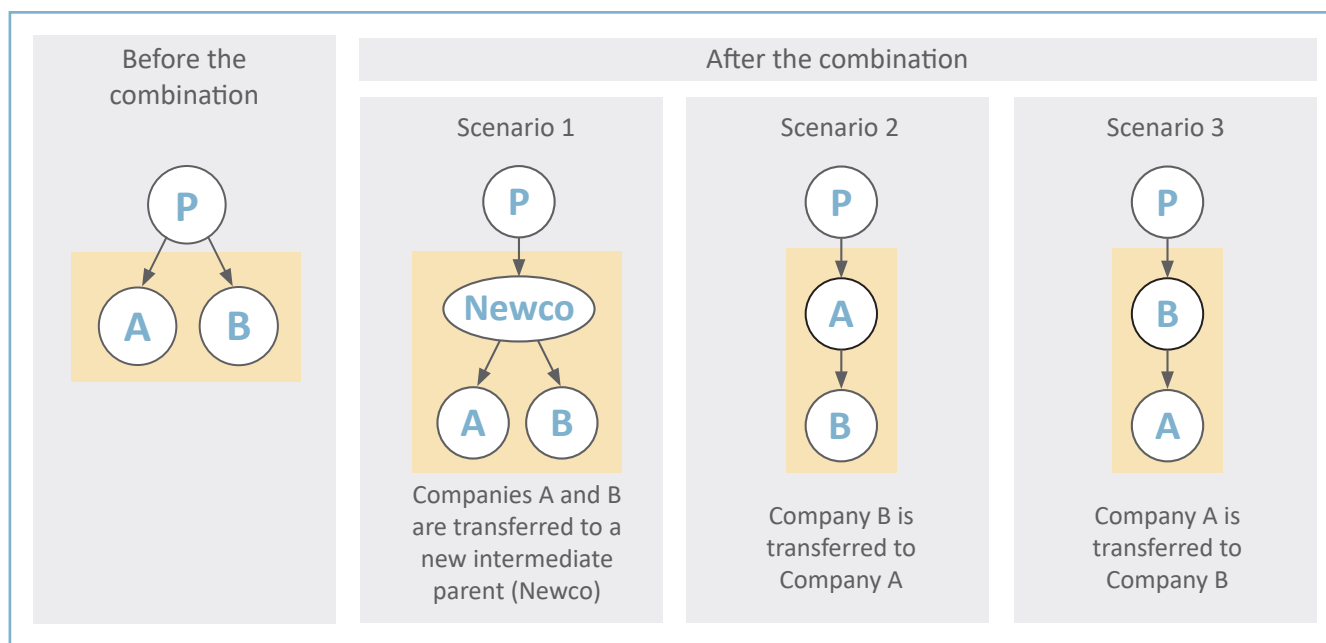 Before the
combination
P
A B
After the combination
Scenario 1
P
Newco
A B
Companies A and B
are transferred to a
new intermediate
parent (Newco)
Scenario 2
P
A
B
Company B is
transferred to
Company A
Scenario 3
P
B
A
Company A is
transferred to
Company B